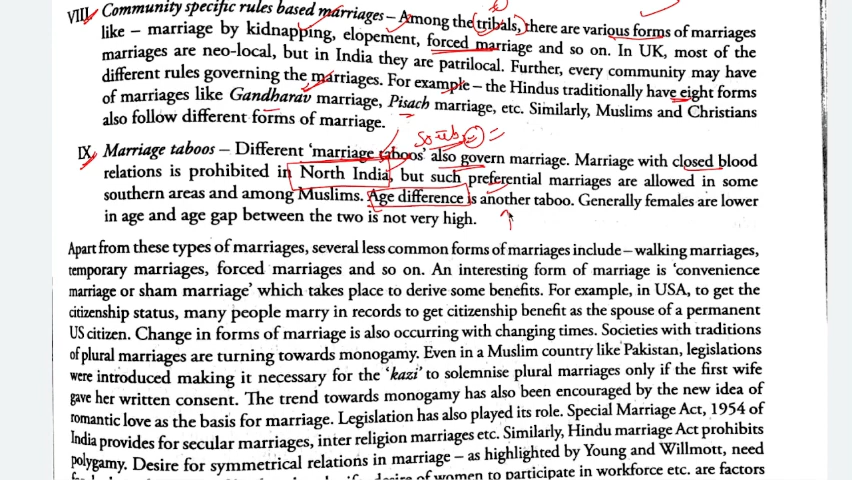 VIII. Community specific rules based marriages – Among the tribals, there are various forms of marriages
like – marriage by kidnapping, elopement, forced marriage and so on. In UK, most of the
marriages are neo-local, but in India they are patrilocal. Further, every community may have
different rules governing the marriages. For example – the Hindus traditionally have eight forms
of marriages like Gandharav marriage, Pisach marriage, etc. Similarly, Muslims and Christians
also follow different forms of marriage.
IX. Marriage taboos – Different 'marriage taboos' also govern marriage. Marriage with closed blood
relations is prohibited in North India, but such preferential marriages are allowed in some
southern areas and among Muslims. Age difference is another taboo. Generally females are lower
in age and age gap between the two is not very high.
Apart from these types of marriages, several less common forms of marriages include – walking marriages,
temporary marriages, forced marriages and so on. An interesting form of marriage is 'convenience
marriage or sham marriage' which takes place to derive some benefits. For example, in USA, to get the
citizenship status, many people marry in records to get citizenship benefit as the spouse of a permanent
US citizen. Change in forms of marriage is also occurring with changing times. Societies with traditions
of plural marriages are turning towards monogamy. Even in a Muslim country like Pakistan, legislations
were introduced making it necessary for the 'kazi' to solemnise plural marriages only if the first wife
gave her written consent. The trend towards monogamy has also been encouraged by the new idea of
romantic love as the basis for marriage. Legislation has also played its role. Special Marriage Act, 1954 of
India provides for secular marriages, inter religion marriages etc. Similarly, Hindu marriage Act prohibits
polygamy. Desire for symmetrical relations in marriage – as highlighted by Young and Willmott, need
desire of women to participate in workforce etc. are factors